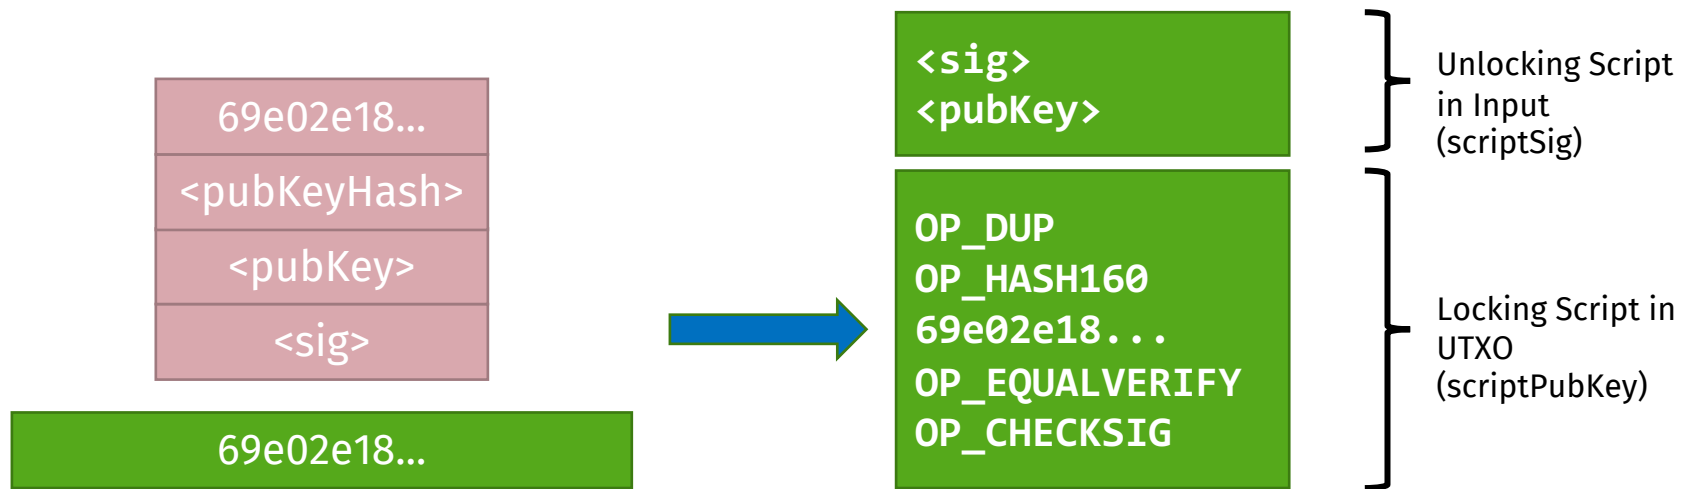 69e02e18...
<pubKeyHash>
<pubKey>
<sig>
69e02e18...
<sig>
<pubKey>
OP_DUP
OP_HASH160
69e02e18...
OP_EQUALVERIFY
OP_CHECKSIG
Unlocking Script
in Input
(scriptSig)
Locking Script in
UTXO
(scriptPubKey)